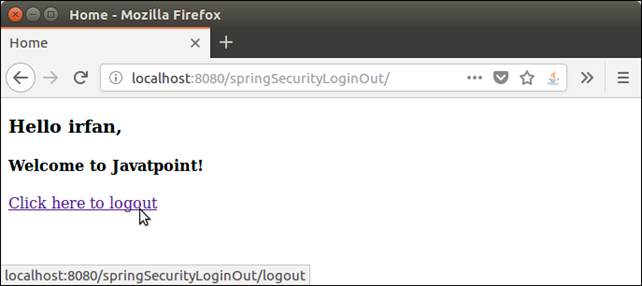 Home - Mozilla Firefox
Home
localhost:8080/springSecurityLoginOut/
Hello irfan,
Welcome to Javatpoint!
Click here to logout
localhost:8080/springSecurityLoginOut/logout